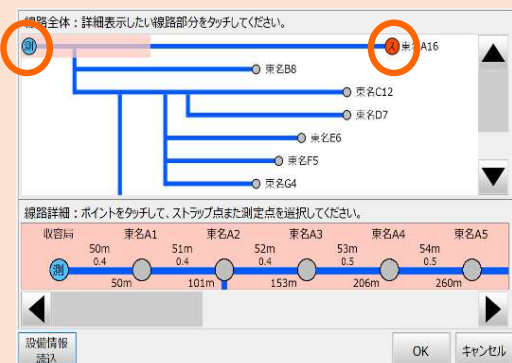 線路全体：詳細表示したい線路部分をタッチしてください。
測
ス 東名A16
東名B8
東名C12
東名D7
東名E6
東名F5
東名G4
線路詳細：ポイントをタッチして、ストラップ点また測定点を選択してください。
収容局 東名A1 東名A2 東名A3 東名A4 東名A5
50m 51m 52m 53m 54m
0.4 0.4 0.4 0.5 0.5
測
50m 101m 153m 206m 260m
設備情報
読込
OK キャンセル